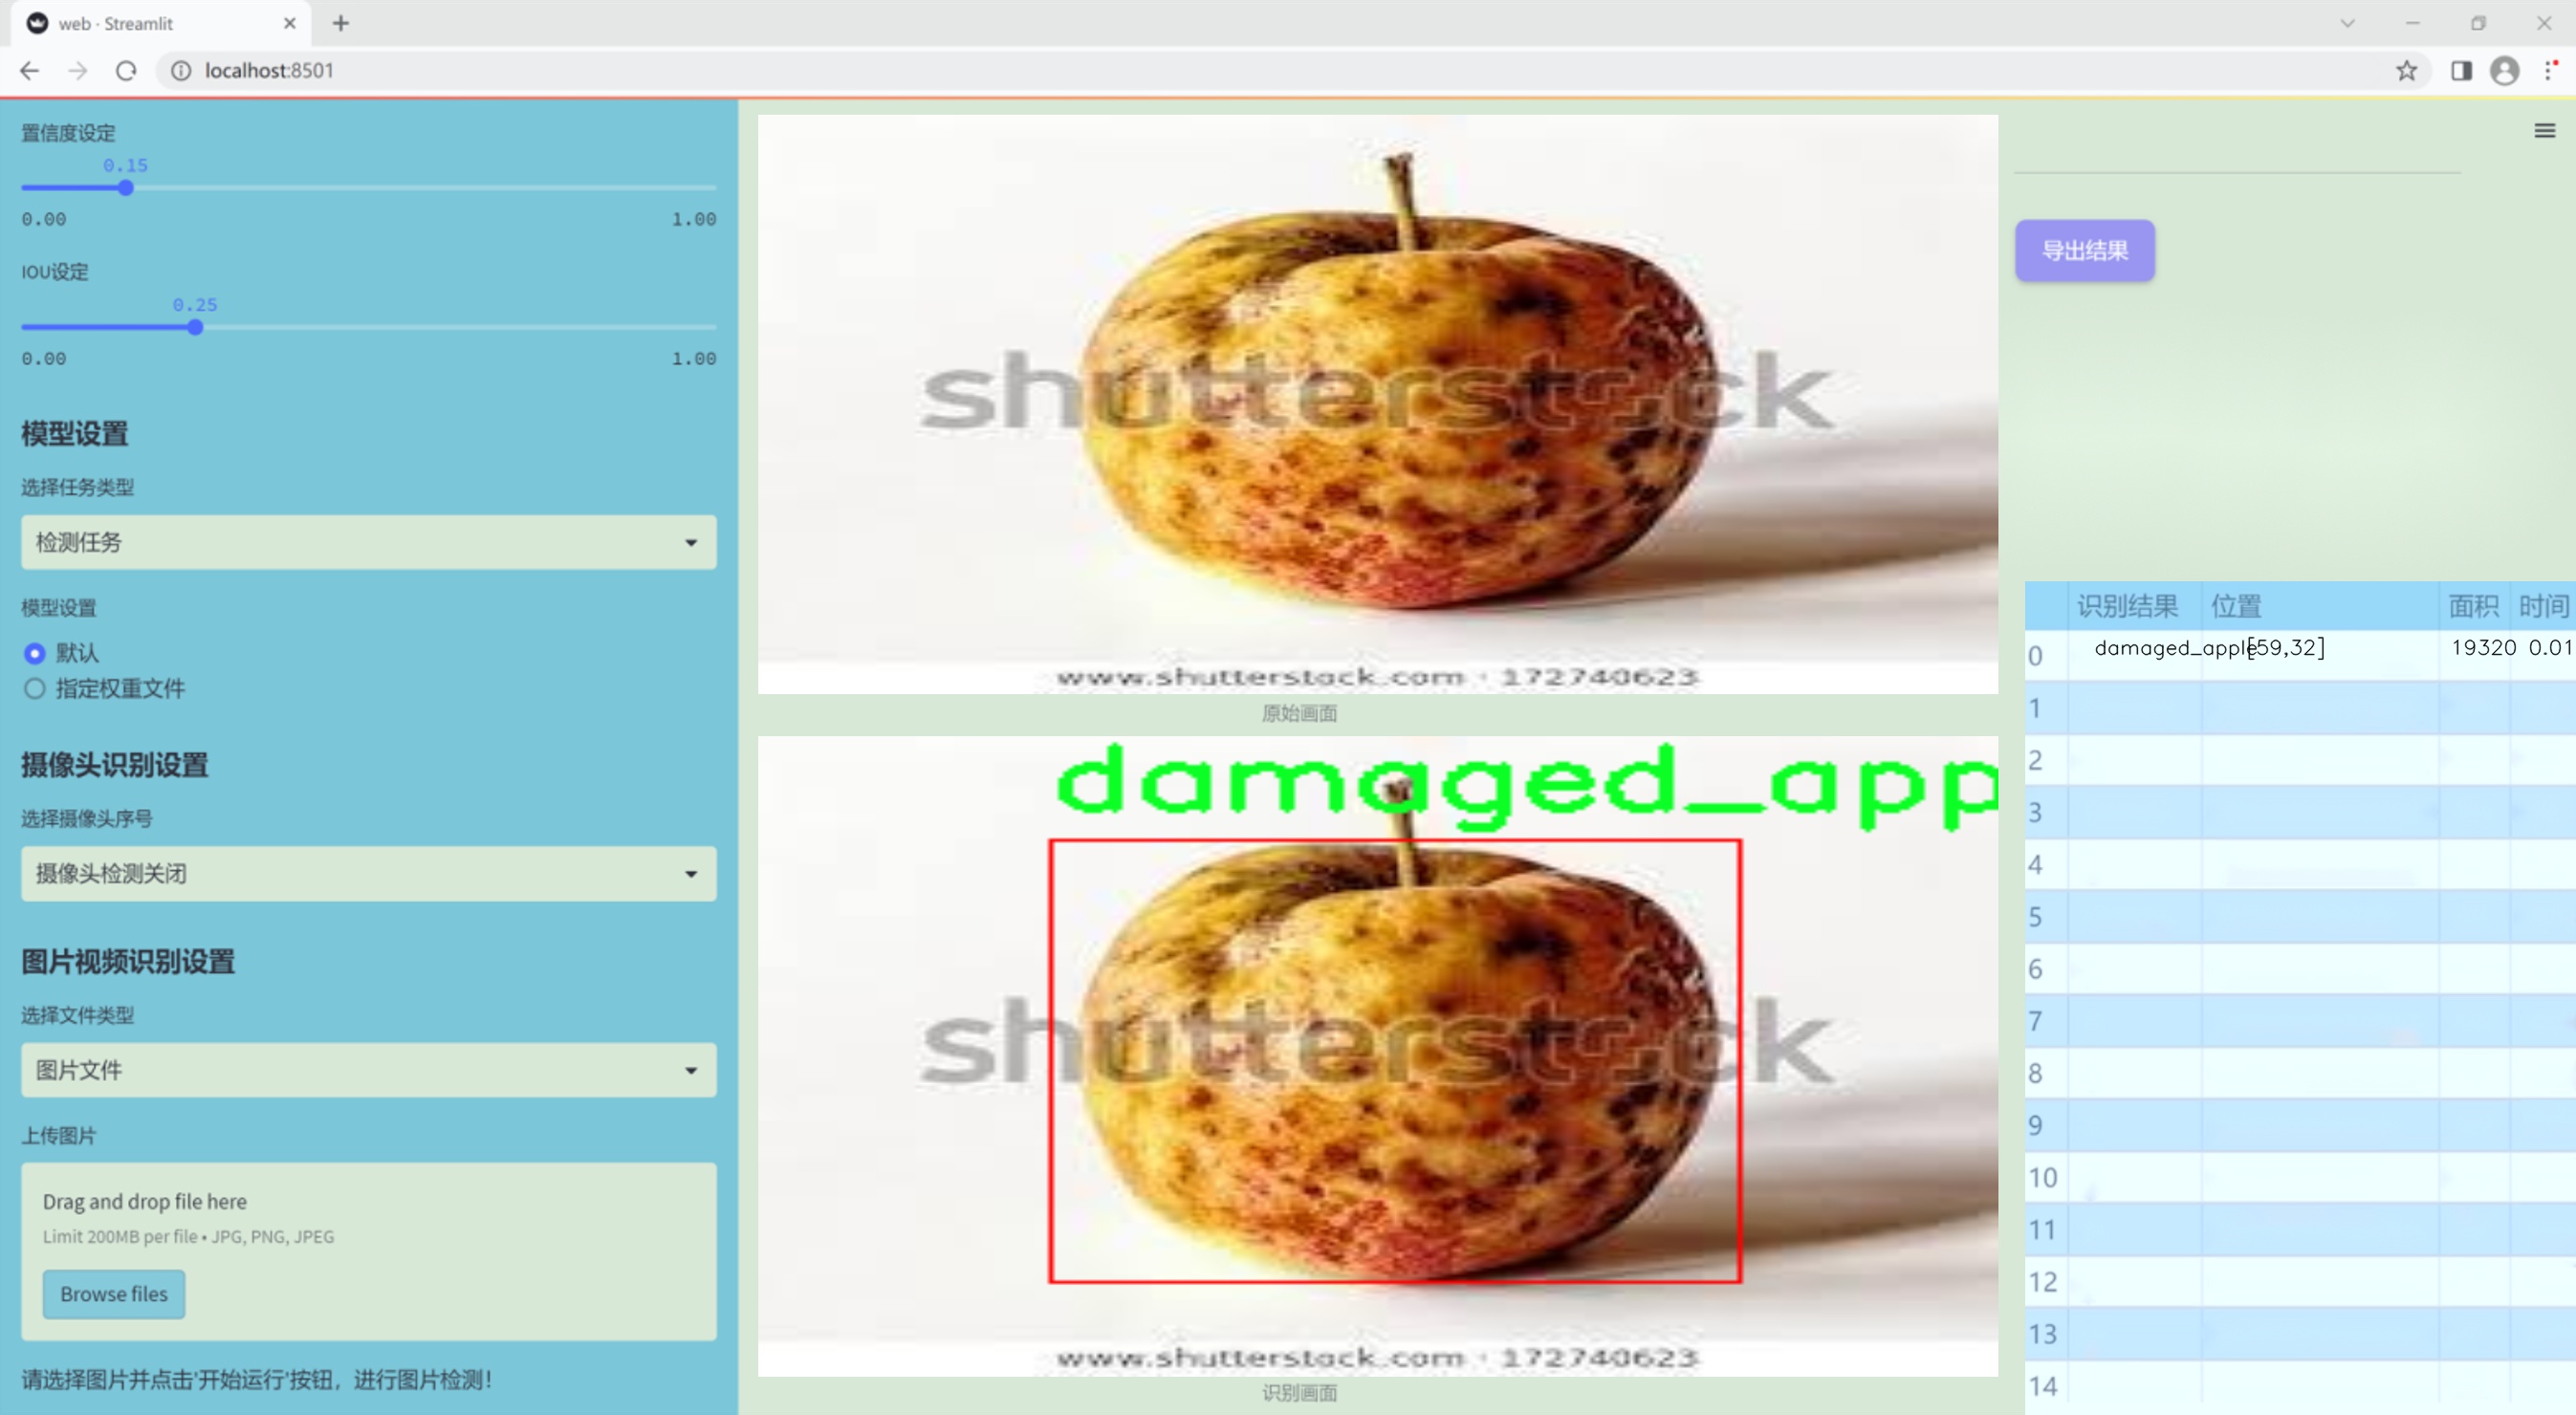 web · Streamlit
localhost:8501
置信度设定
0.15
0.00 1.00
IOU设定
0.25
0.00 1.00
模型设置
选择任务类型
检测任务
模型设置
默认
指定权重文件
摄像头识别设置
选择摄像头序号
摄像头检测关闭
图片视频识别设置
选择文件类型
图片文件
上传图片
Drag and drop file here
Limit 200MB per file • JPG, PNG, JPEG
Browse files
请选择图片并点击'开始运行'按钮，进行图片检测！
shutterstock
www.shutterstock.com · 172740623
原始画面
damaged_app
shutterstock
www.shutterstock.com · 172740623
识别画面
导出结果
识别结果 位置 面积 时间
0 damaged_apple [59,32] 19320 0.01
1
2
3
4
5
6
7
8
9
10
11
12
13
14